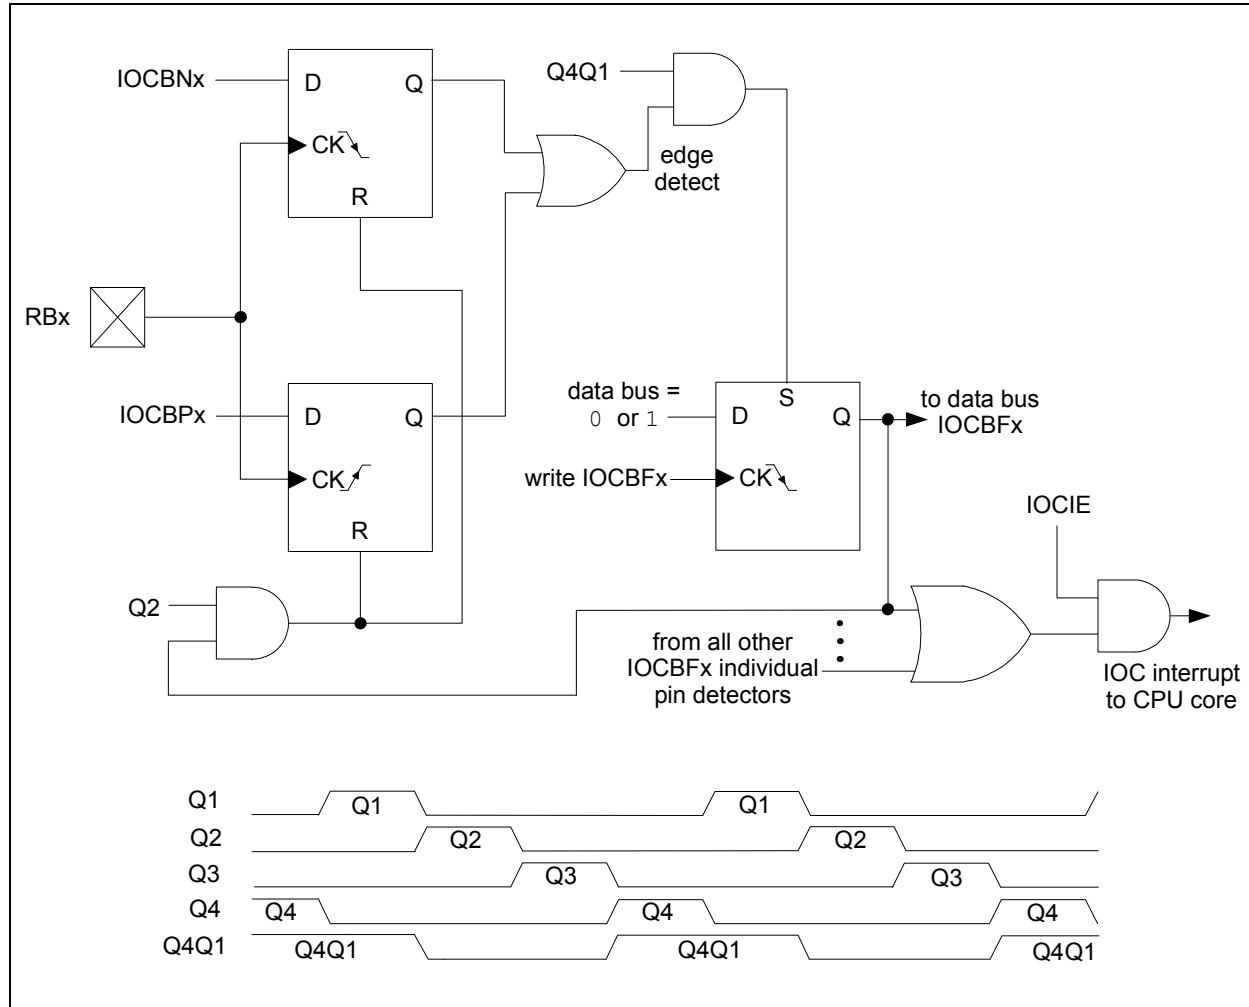 IOCBNx
D
Q
CK
R
Q4Q1
edge
detect
RBx
IOCBPx
D
Q
CK
R
data bus =
0 or 1
S
D
Q
to data bus
IOCBFx
write IOCBFx
CK
IOCIE
Q2
from all other
IOCBFx individual
pin detectors
IOC interrupt
to CPU core
Q1
Q1
Q1
Q2
Q2
Q2
Q3
Q3
Q3
Q4
Q4
Q4
Q4
Q4Q1
Q4Q1
Q4Q1
Q4Q1